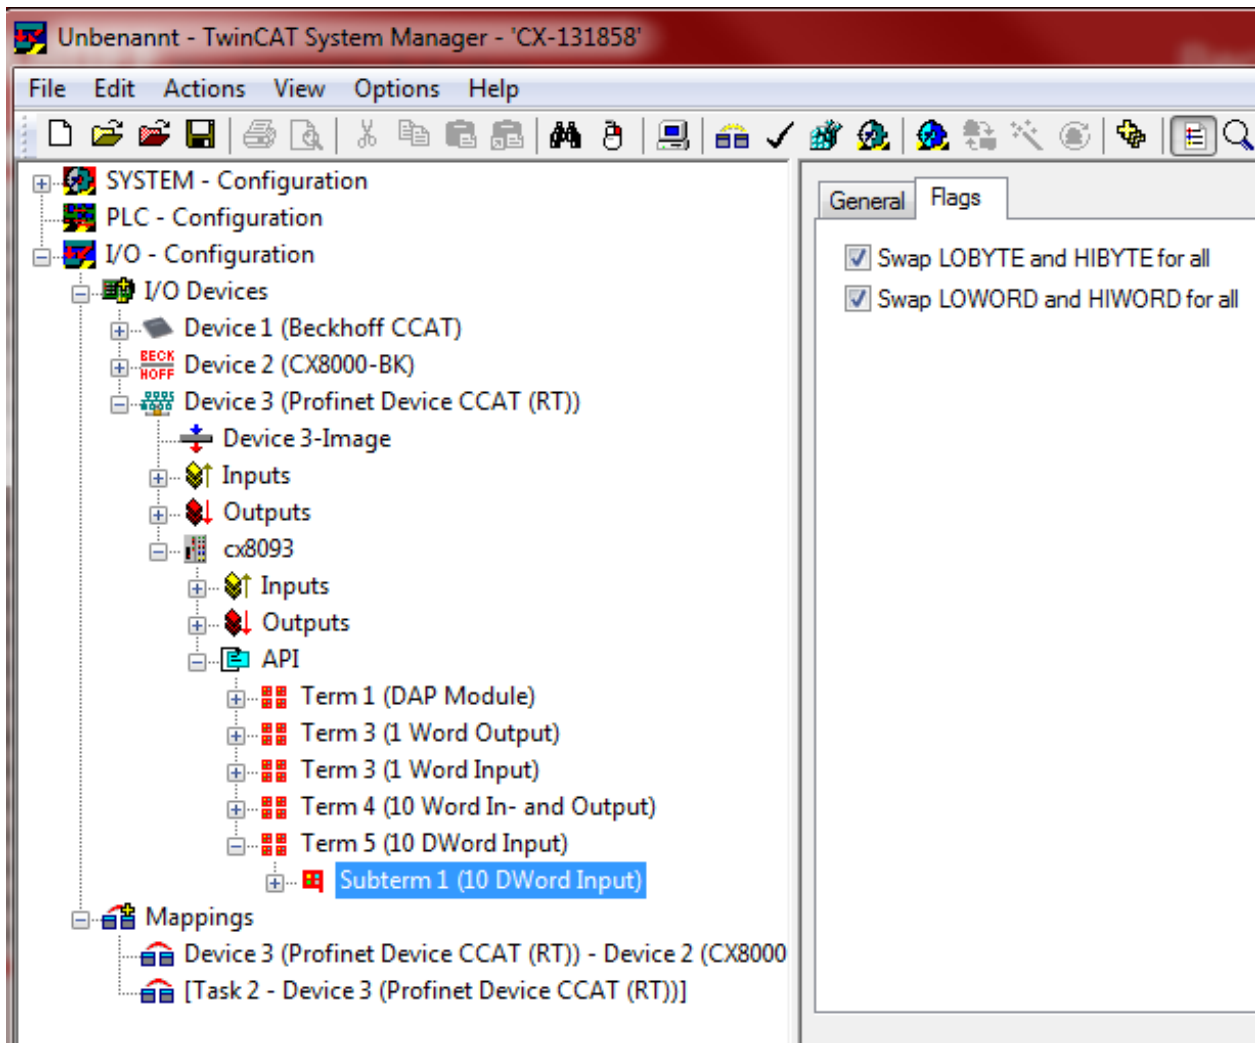 Unbenannt - TwinCAT System Manager - 'CX-131858'
File Edit Actions View Options Help
SYSTEM - Configuration
PLC - Configuration
I/O - Configuration
I/O Devices
Device 1 (Beckhoff CCAT)
BECK HOFF Device 2 (CX8000-BK)
Device 3 (Profinet Device CCAT (RT))
Device 3-Image
Inputs
Outputs
cx8093
Inputs
Outputs
API
Term 1 (DAP Module)
Term 3 (1 Word Output)
Term 3 (1 Word Input)
Term 4 (10 Word In- and Output)
Term 5 (10 DWord Input)
Subterm 1 (10 DWord Input)
Mappings
Device 3 (Profinet Device CCAT (RT)) - Device 2 (CX8000
[Task 2 - Device 3 (Profinet Device CCAT (RT))]
General Flags
Swap LOBYTE and HIBYTE for all
Swap LOWORD and HIWORD for all